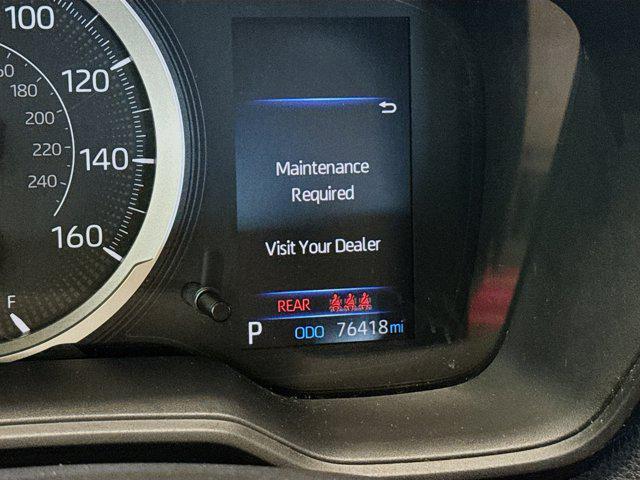 100
120
140
160
180
200
220
240
F
Maintenance
Required
Visit Your Dealer
REAR
P ODO 76418 mi